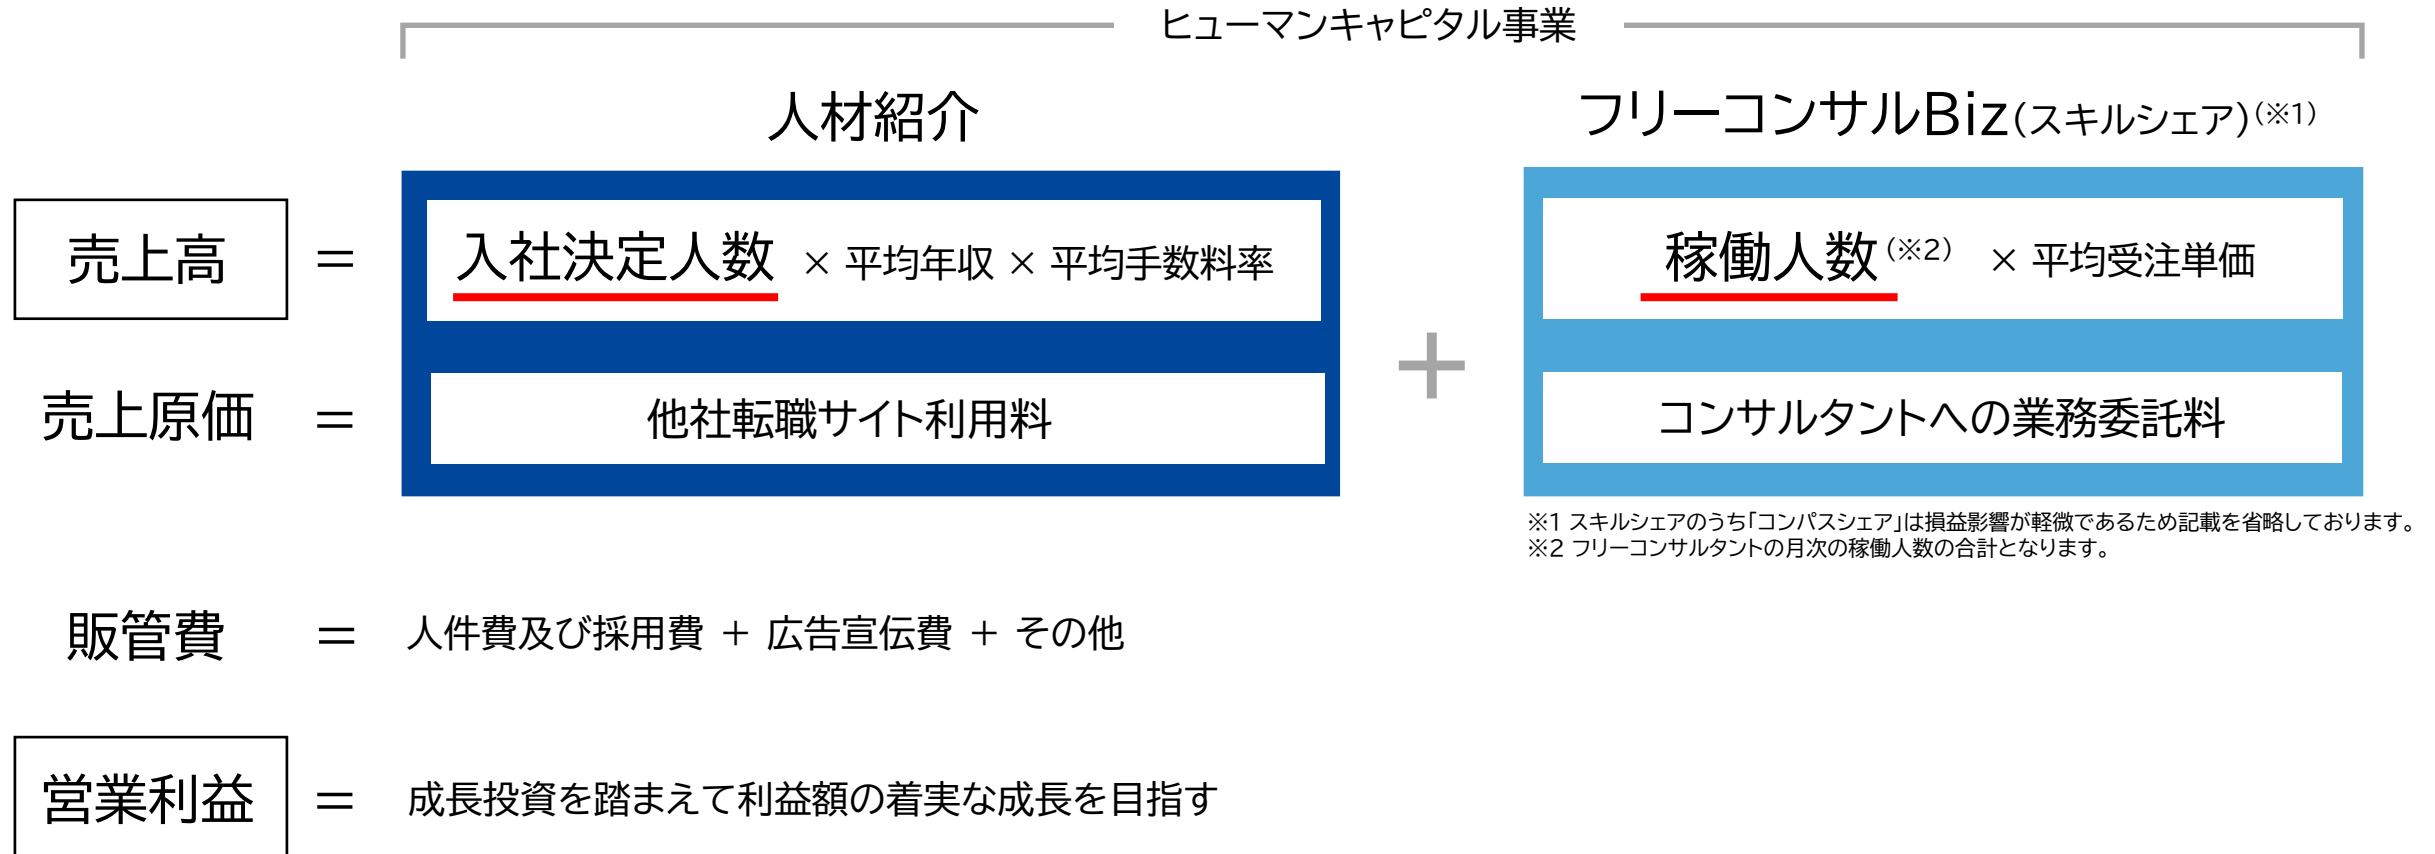 ヒューマンキャピタル事業
人材紹介
フリーコンサルBiz(スキルシェア)(※1)
売上高 = 入社決定人数 × 平均年収 × 平均手数料率 稼働人数(※2) × 平均受注単価
+
売上原価 = 他社転職サイト利用料 コンサルタントへの業務委託料
※1 スキルシェアのうち「コンパスシェア」は損益影響が軽微であるため記載を省略しております。
※2 フリーコンサルタントの月次の稼働人数の合計となります。
販管費 = 人件費及び採用費 + 広告宣伝費 + その他
営業利益 = 成長投資を踏まえて利益額の着実な成長を目指す